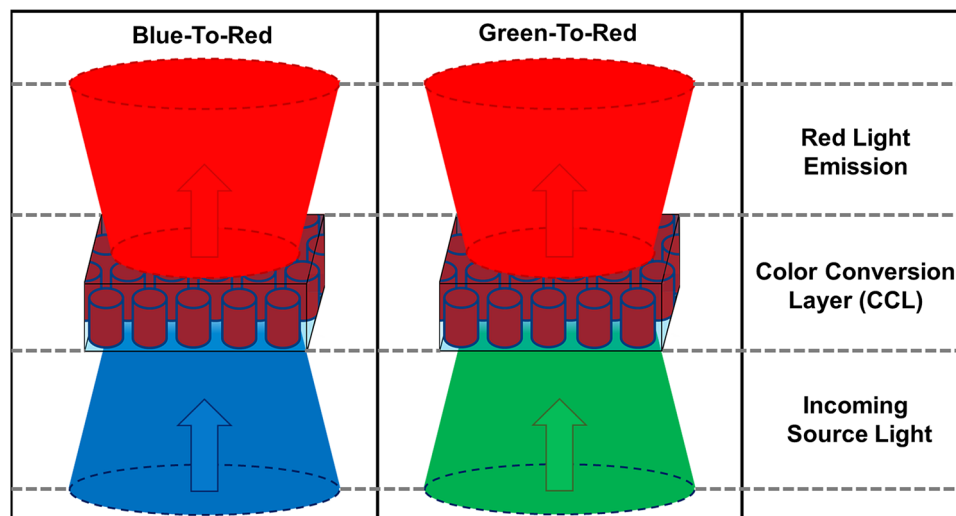 Blue-To-Red
Green-To-Red
Red Light
Emission
Color Conversion
Layer (CCL)
Incoming
Source Light